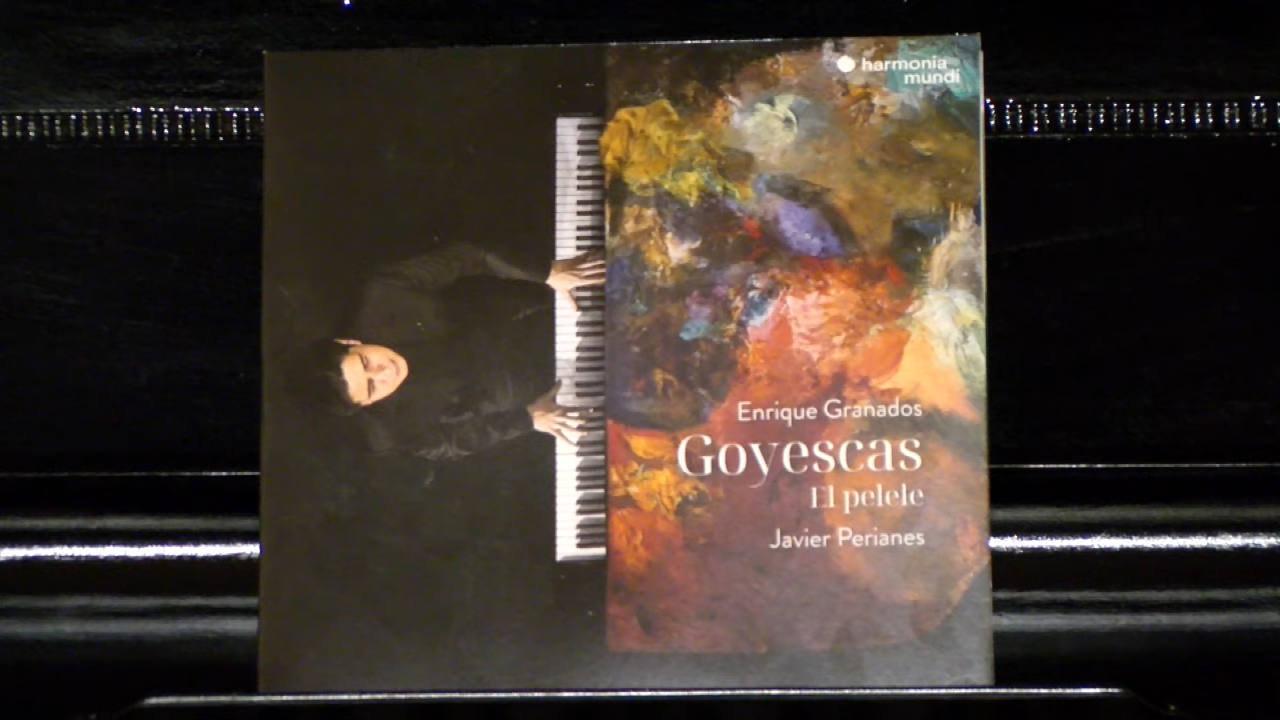 harmonia
mundi
Enrique Granados
Goyescas
El pelele
Javier Perianes